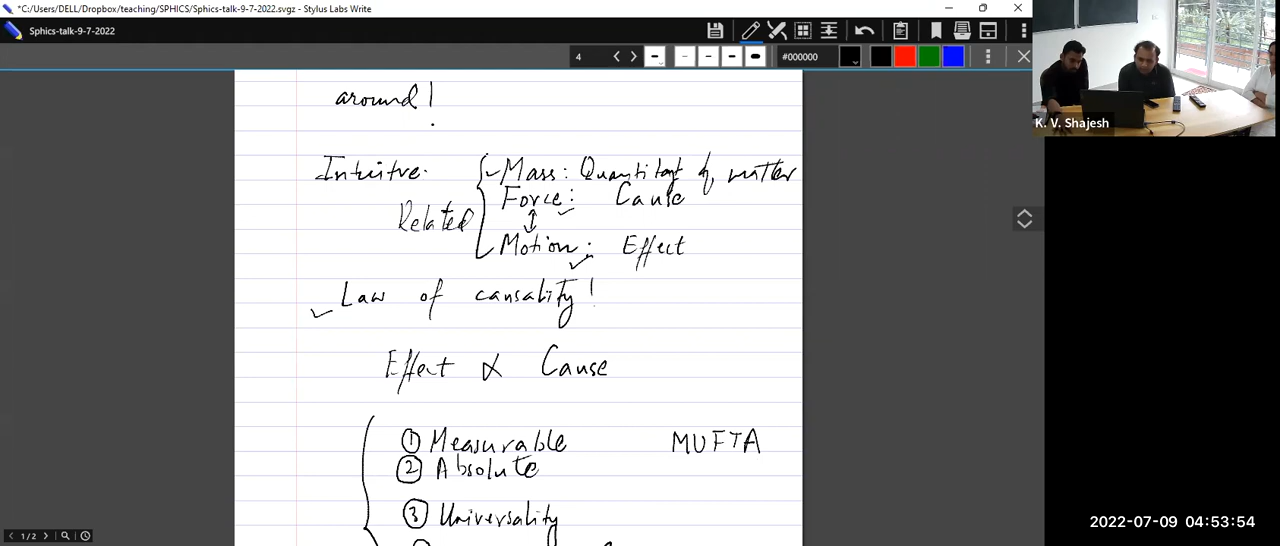 *C:/Users/DELL/Dropbox/teaching/SPHICS/Sphics-talk-9-7-2022.svgz - Stylus Labs Write
Sphics-talk-9-7-2022
4
#000000
K. V. Shajesh
around!
Intuitve.
Mass: Quantitat of matter
Force: Cause
Related
Motion: Effect
Law of causality!
Effect ∝ Cause
① Measurable
MUFTA
② Absolute
③ Universality
1/2
2022-07-09 04:53:54